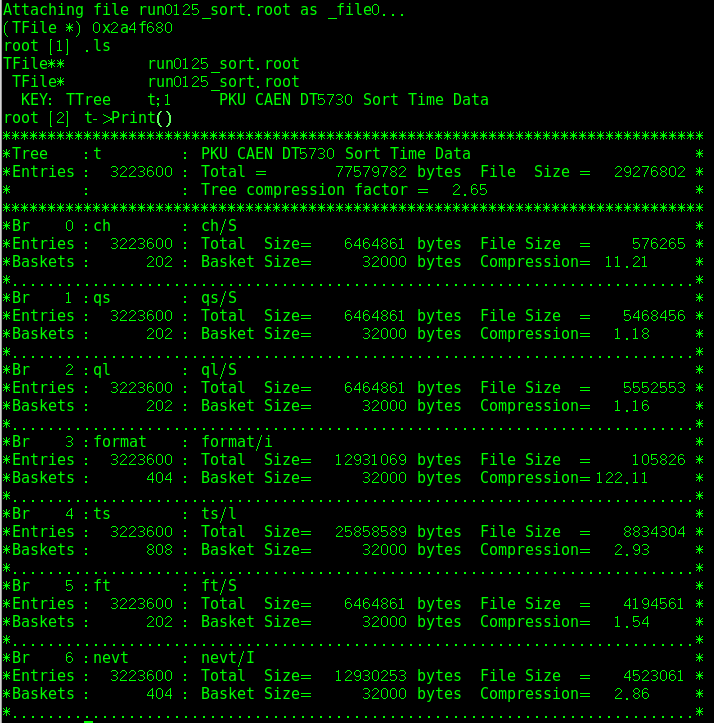 Attaching file run0125_sort.root as _file0...
(TFile *) 0x2a4f680
root [1] .ls
TFile**         run0125_sort.root
 TFile*         run0125_sort.root
  KEY: TTree    t;1     PKU CAEN DT5730 Sort Time Data
root [2] t->Print()
******************************************************************************
*Tree    :t         : PKU CAEN DT5730 Sort Time Data                         *
*Entries :  3223600 : Total =        77579782 bytes  File  Size =   29276802 *
*        :          : Tree compression factor =   2.65                       *
******************************************************************************
*Br    0 :ch        : ch/S                                                   *
*Entries :  3223600 : Total  Size=    6464861 bytes  File Size  =     576265 *
*Baskets :      202 : Basket Size=      32000 bytes  Compression=  11.21     *
*............................................................................*
*Br    1 :qs        : qs/S                                                   *
*Entries :  3223600 : Total  Size=    6464861 bytes  File Size  =    5468456 *
*Baskets :      202 : Basket Size=      32000 bytes  Compression=   1.18     *
*............................................................................*
*Br    2 :ql        : ql/S                                                   *
*Entries :  3223600 : Total  Size=    6464861 bytes  File Size  =    5552553 *
*Baskets :      202 : Basket Size=      32000 bytes  Compression=   1.16     *
*............................................................................*
*Br    3 :format    : format/i                                               *
*Entries :  3223600 : Total  Size=   12931069 bytes  File Size  =     105826 *
*Baskets :      404 : Basket Size=      32000 bytes  Compression= 122.11     *
*............................................................................*
*Br    4 :ts        : ts/l                                                   *
*Entries :  3223600 : Total  Size=   25858589 bytes  File Size  =    8834304 *
*Baskets :      808 : Basket Size=      32000 bytes  Compression=   2.93     *
*............................................................................*
*Br    5 :ft        : ft/S                                                   *
*Entries :  3223600 : Total  Size=    6464861 bytes  File Size  =    4194561 *
*Baskets :      202 : Basket Size=      32000 bytes  Compression=   1.54     *
*............................................................................*
*Br    6 :nevt      : nevt/I                                                 *
*Entries :  3223600 : Total  Size=   12930253 bytes  File Size  =    4523061 *
*Baskets :      404 : Basket Size=      32000 bytes  Compression=   2.86     *
*............................................................................*